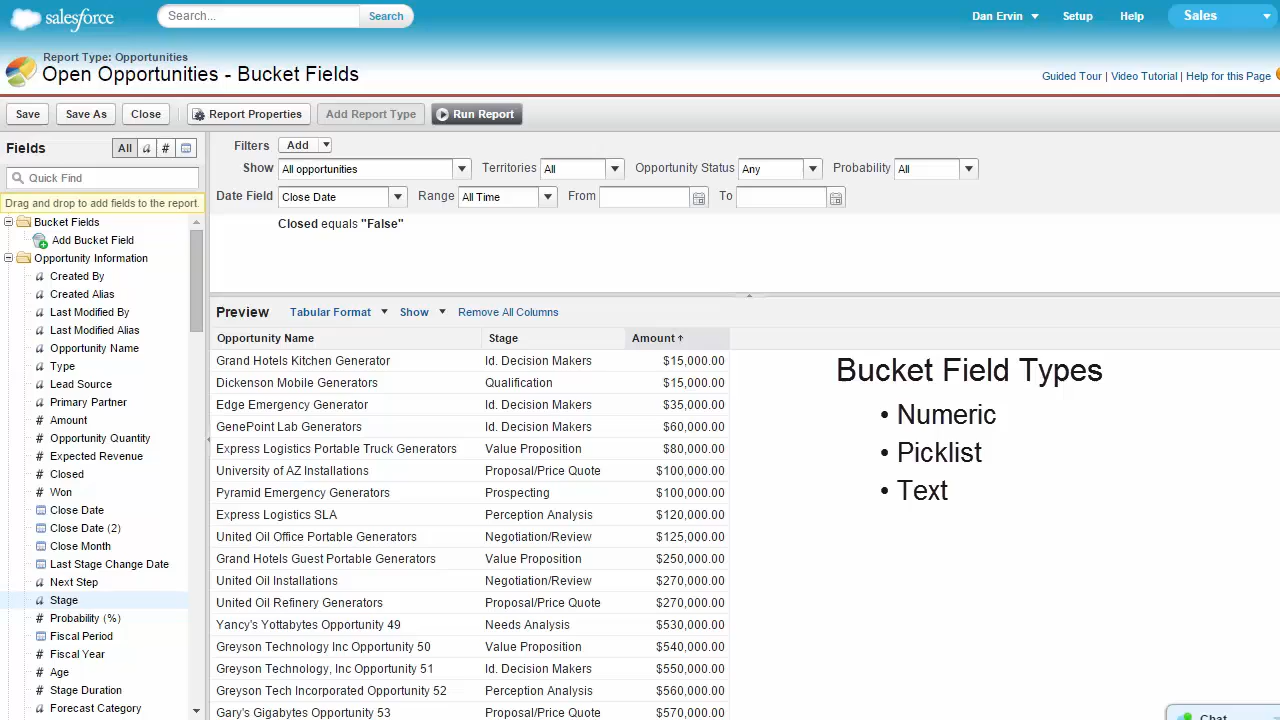 salesforce
Search...
Search
Dan Ervin
Setup
Help
Sales
Report Type: Opportunities
Open Opportunities - Bucket Fields
Guided Tour | Video Tutorial | Help for this Page
Save
Save As
Close
Report Properties
Add Report Type
Run Report
Fields
All
a
#
Quick Find
Drag and drop to add fields to the report.
Bucket Fields
Add Bucket Field
Opportunity Information
a Created By
a Created Alias
a Last Modified By
a Last Modified Alias
a Opportunity Name
a Type
a Lead Source
a Primary Partner
# Amount
# Opportunity Quantity
# Expected Revenue
# Closed
# Won
Close Date
Close Date (2)
Close Month
Last Stage Change Date
a Next Step
a Stage
# Probability (%)
Fiscal Period
# Fiscal Year
# Age
# Stage Duration
a Forecast Category
Filters Add
Show All opportunities Territories All Opportunity Status Any Probability All
Date Field Close Date Range All Time From To
Closed equals "False"
Preview Tabular Format Show Remove All Columns
Opportunity Name Stage Amount ↑
Grand Hotels Kitchen Generator Id. Decision Makers $15,000.00
Dickenson Mobile Generators Qualification $15,000.00
Edge Emergency Generator Id. Decision Makers $35,000.00
GenePoint Lab Generators Id. Decision Makers $60,000.00
Express Logistics Portable Truck Generators Value Proposition $80,000.00
University of AZ Installations Proposal/Price Quote $100,000.00
Pyramid Emergency Generators Prospecting $100,000.00
Express Logistics SLA Perception Analysis $120,000.00
United Oil Office Portable Generators Negotiation/Review $125,000.00
Grand Hotels Guest Portable Generators Value Proposition $250,000.00
United Oil Installations Negotiation/Review $270,000.00
United Oil Refinery Generators Proposal/Price Quote $270,000.00
Yancy's Yottabytes Opportunity 49 Needs Analysis $530,000.00
Greyson Technology Inc Opportunity 50 Value Proposition $540,000.00
Greyson Technology, Inc Opportunity 51 Id. Decision Makers $550,000.00
Greyson Tech Incorporated Opportunity 52 Perception Analysis $560,000.00
Gary's Gigabytes Opportunity 53 Perception Analysis $570,000.00
Bucket Field Types
• Numeric
• Picklist
• Text
Chat